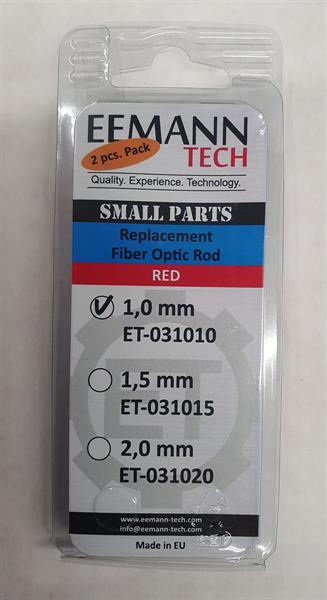 EEMANN
2 pcs. Pack
TECH
Quality. Experience. Technology.
SMALL PARTS
Replacement
Fiber Optic Rod
RED
1,0 mm
ET-031010
1,5 mm
ET-031015
2,0 mm
ET-031020
ET
www.eemann-tech.com
info@eemann-tech.com
Made in EU